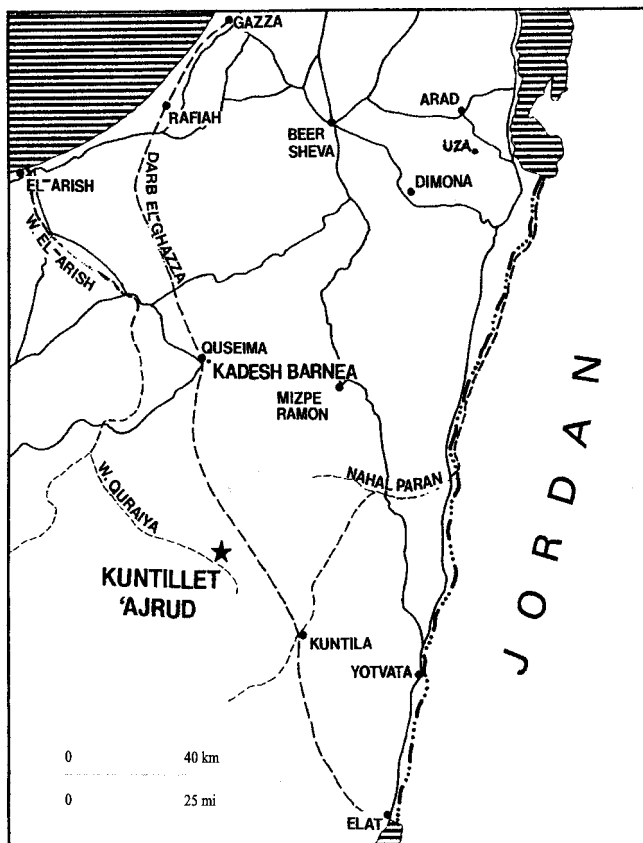 GAZZA
RAFIAH
ARAD
BEER
SHEVA
UZA
DIMONA
EL-ARISH
W. EL-ARISH
DARB EL-GHAZZA
QUSEIMA
KADESH BARNEA
MIZPE
RAMON
JORDAN
NAHAL PARAN
W. QURAIYA
KUNTILLET
'AJRUD
KUNTILA
YOTVATA
0 40 km
0 25 mi
ELAT